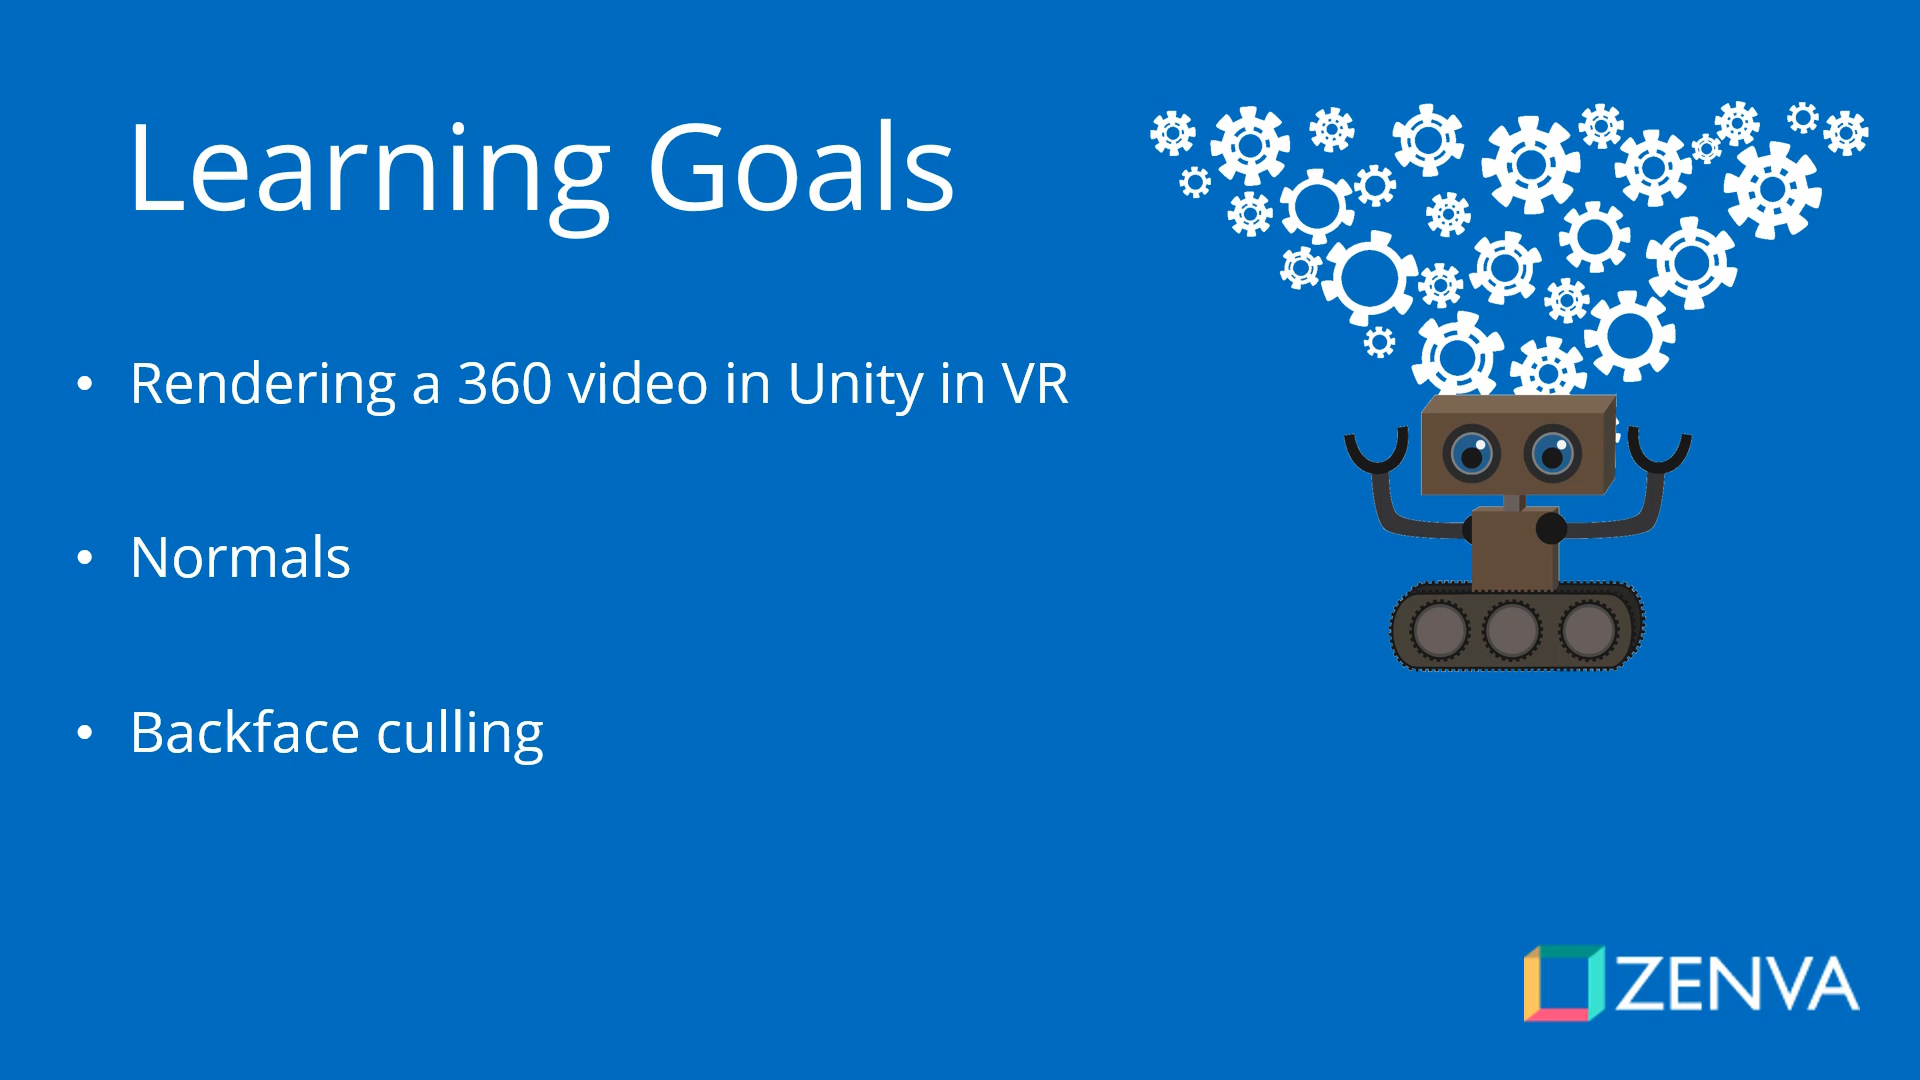 Learning Goals
• Rendering a 360 video in Unity in VR
• Normals
• Backface culling
ZENVA